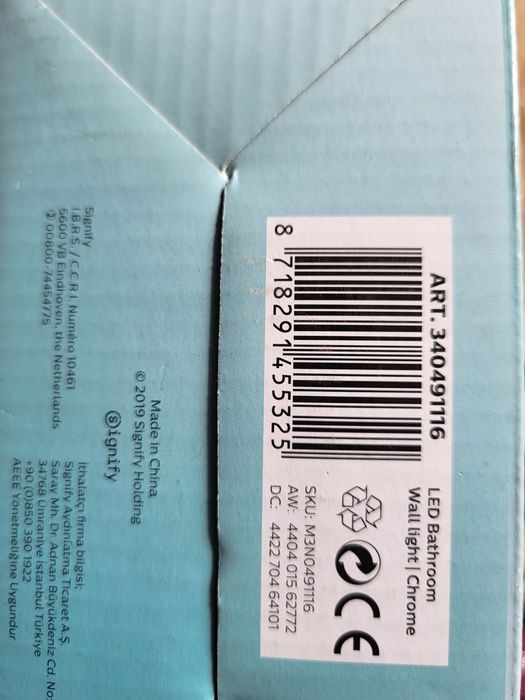 ART. 340491116
8 718291 455325
LED Bathroom
Wall light | Chrome
CE
SKU: M3N0491116
AW: 4404 015 62772
DC: 4422 704 64101
Made in China
© 2019 Signify Holding
Signify
Signify
I.B.R.S. / C.C.R.I. Numéro 10461
5600 VB Eindhoven, the Netherlands
00800-74454775
İthalatçı firma bilgisi;
Signify Aydınlatma Ticaret A.Ş.
Saray Mh. Dr. Adnan Büyükdeniz Cd. No:
34768 Ümraniye İstanbul Türkiye
+90 (0)850 390 1922
AEEE Yönetmeliğine Uygundur